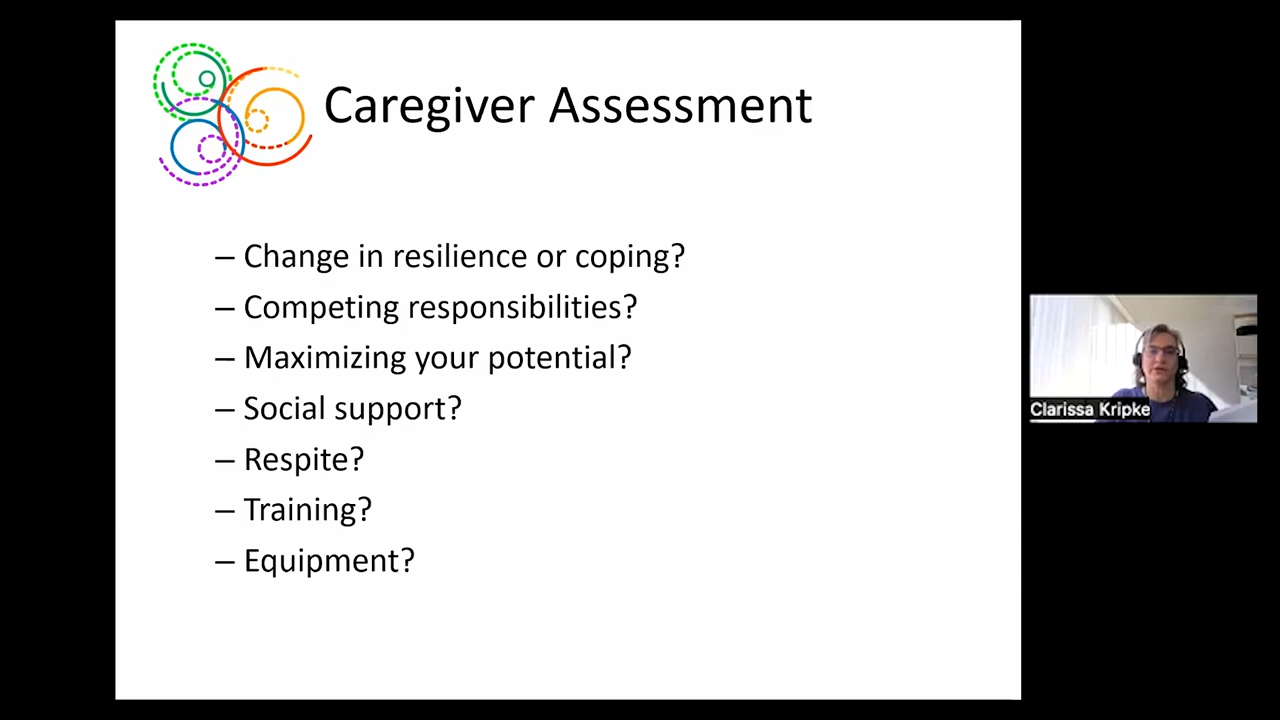 Caregiver Assessment
– Change in resilience or coping?
– Competing responsibilities?
– Maximizing your potential?
– Social support?
– Respite?
– Training?
– Equipment?
Clarissa Kripke